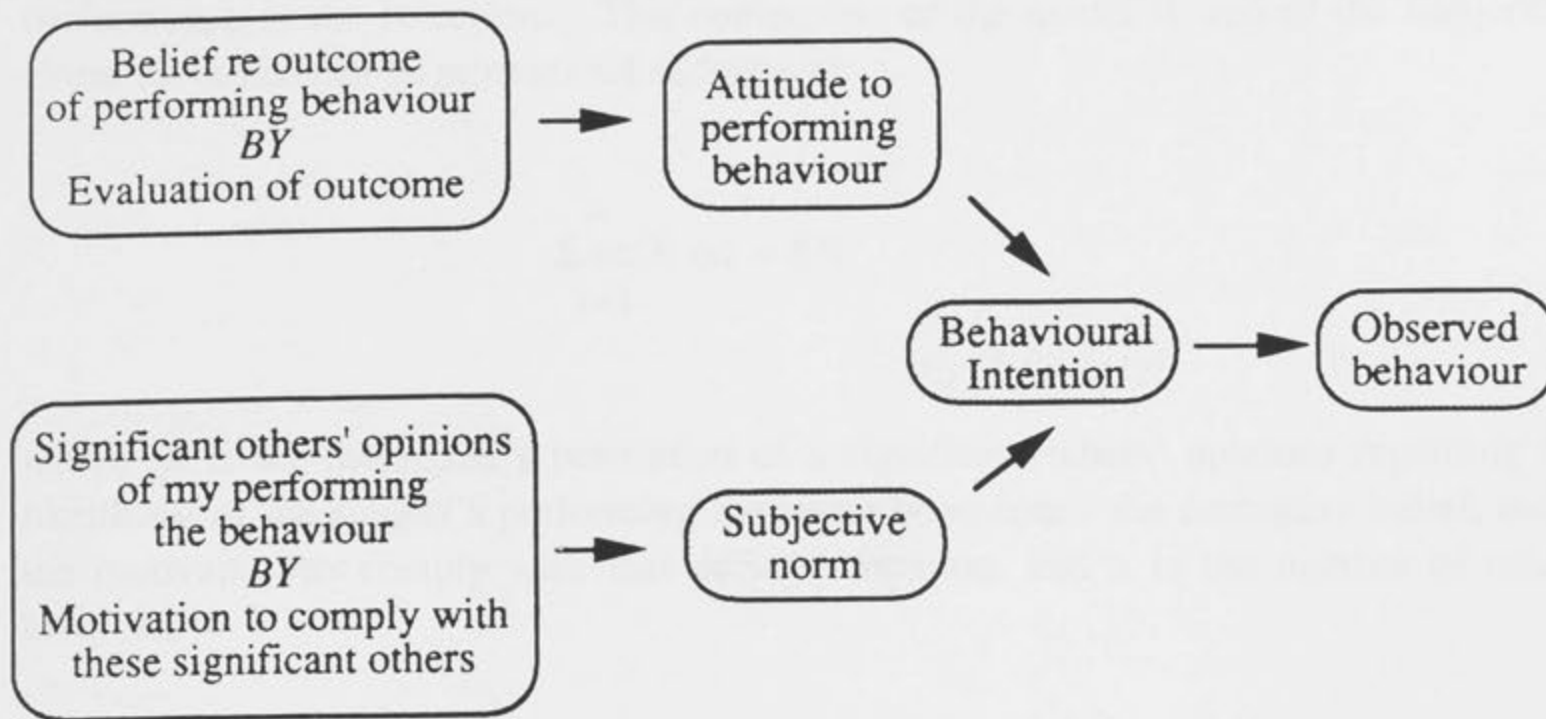 Belief re outcome
of performing behaviour
BY
Evaluation of outcome
Attitude to
performing
behaviour
Behavioural
Intention
Observed
behaviour
Significant others' opinions
of my performing
the behaviour
BY
Motivation to comply with
these significant others
Subjective
norm